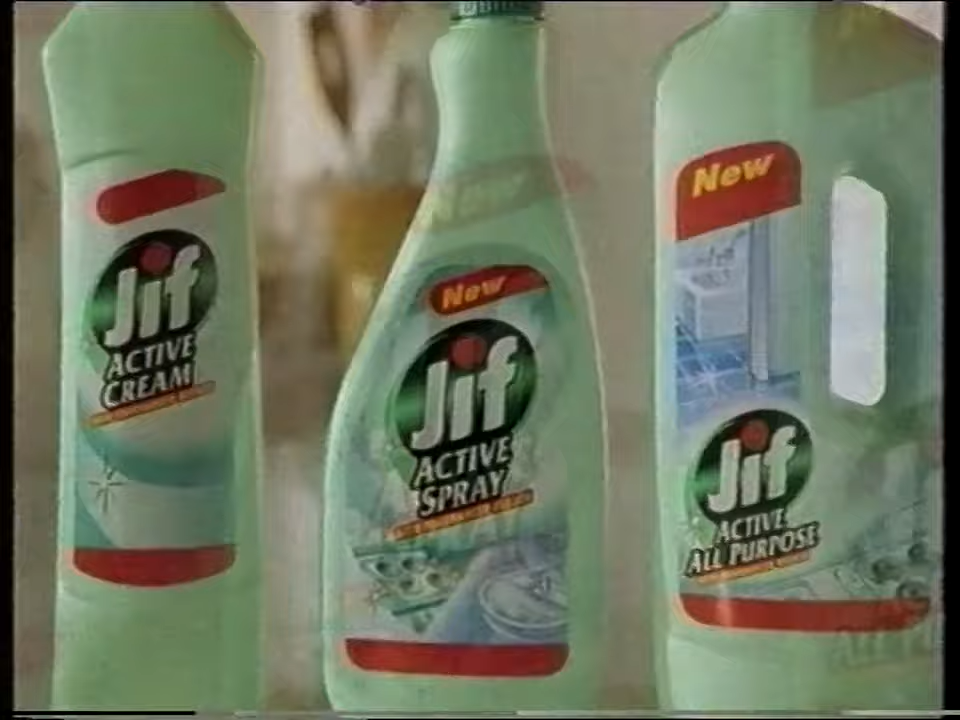 Jif
ACTIVE
CREAM
New
Jif
ACTIVE
SPRAY
New
Jif
ACTIVE
ALL PURPOSE